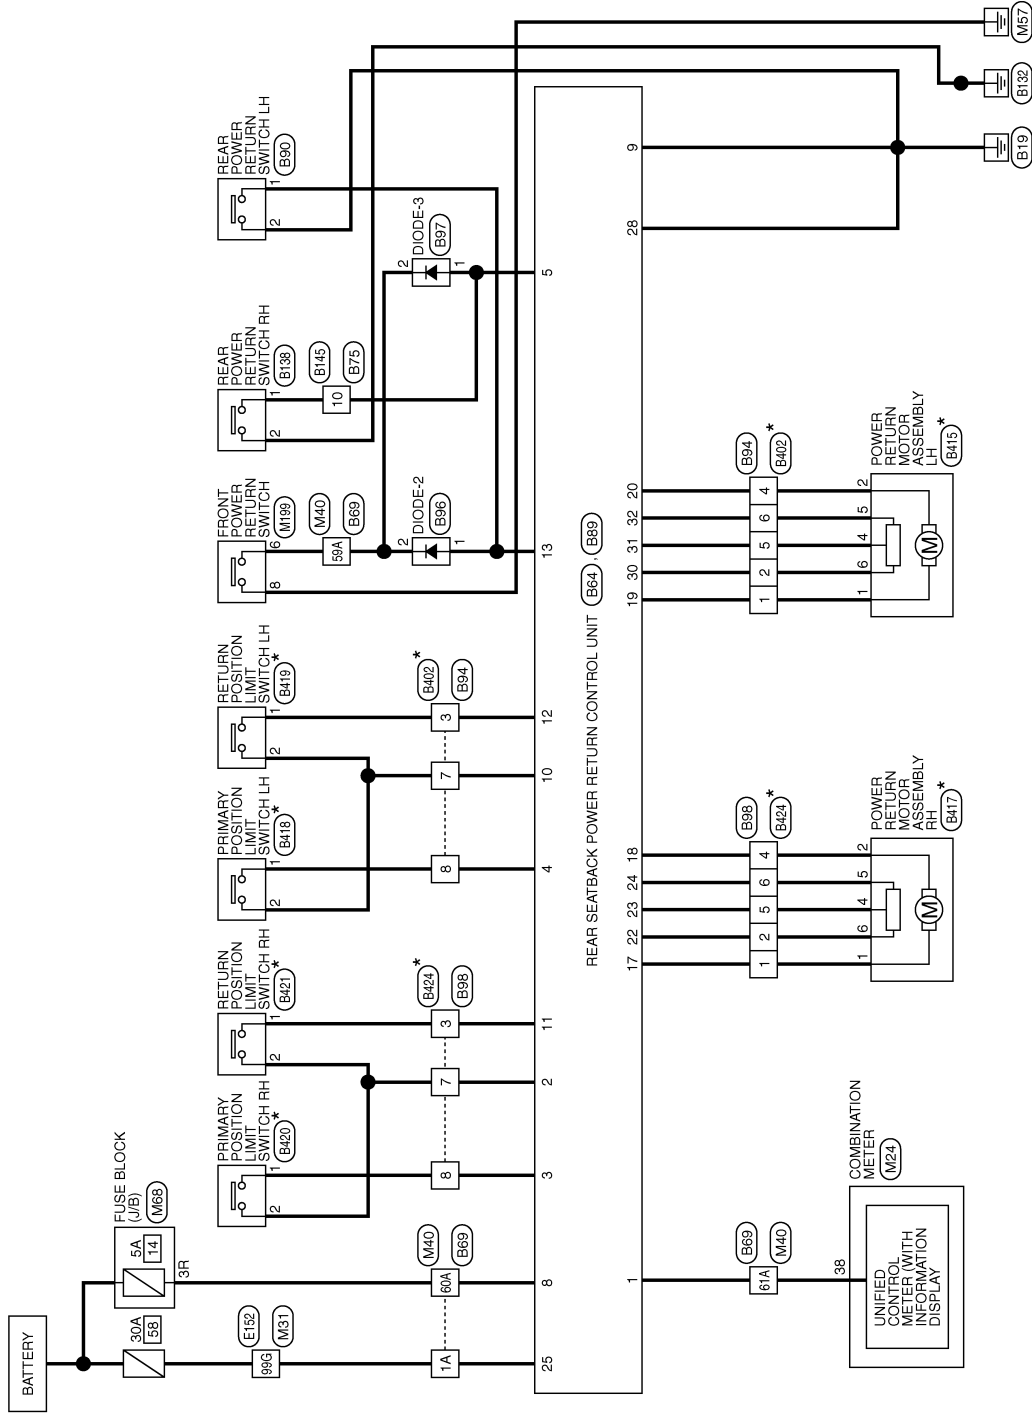 BATTERY
30A
58
5A
14
FUSE BLOCK
(J/B)
M68
3R
E152
99G
M31
1A
60A
M40
B69
25
8
PRIMARY
POSITION
LIMIT
SWITCH RH
*
B420
1
2
8
3
RETURN
POSITION
LIMIT
SWITCH RH
*
B421
1
2
7
3
*
B424
B98
2
11
PRIMARY
POSITION
LIMIT
SWITCH LH
*
B418
1
2
8
4
RETURN
POSITION
LIMIT
SWITCH LH
*
B419
1
2
7
3
*
B402
B94
10
12
FRONT
POWER
RETURN
SWITCH
M199
8
6
59A
M40
B69
DIODE-2
B96
2
1
13
REAR
POWER
RETURN
SWITCH RH
B138
2
1
10
B145
B75
DIODE-3
B97
2
1
5
REAR
POWER
RETURN
SWITCH LH
B90
2
1
REAR SEATBACK POWER RETURN CONTROL UNIT
B64 , B89
1
B69
61A
M40
38
COMBINATION
METER
M24
UNIFIED
CONTROL
METER (WITH
INFORMATION
DISPLAY
17
22
23
24
18
1
2
5
6
4
B98
*
B424
1
6
4
5
2
M
POWER
RETURN
MOTOR
ASSEMBLY
RH
*
B417
19
30
31
32
20
1
2
5
6
4
B94
*
B402
1
6
4
5
2
M
POWER
RETURN
MOTOR
ASSEMBLY
LH
*
B415
28
9
B19
B132
M57